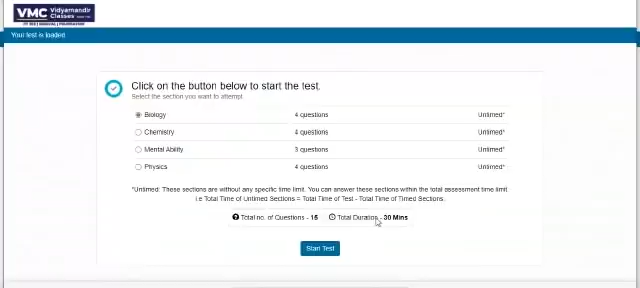 VMC Vidyamandir Classes
Your test is loaded
Click on the button below to start the test.
Select the section you want to attempt.
Biology 4 questions Untimed*
Chemistry 4 questions Untimed*
Mental Ability 3 questions Untimed*
Physics 4 questions Untimed*
*Untimed: These sections are without any specific time limit. You can answer these sections within the total assessment time limit
i.e Total Time of Untimed Sections = Total Time of Test - Total Time of Timed Sections.
Total no. of Questions - 15 Total Duration - 30 Mins
Start Test